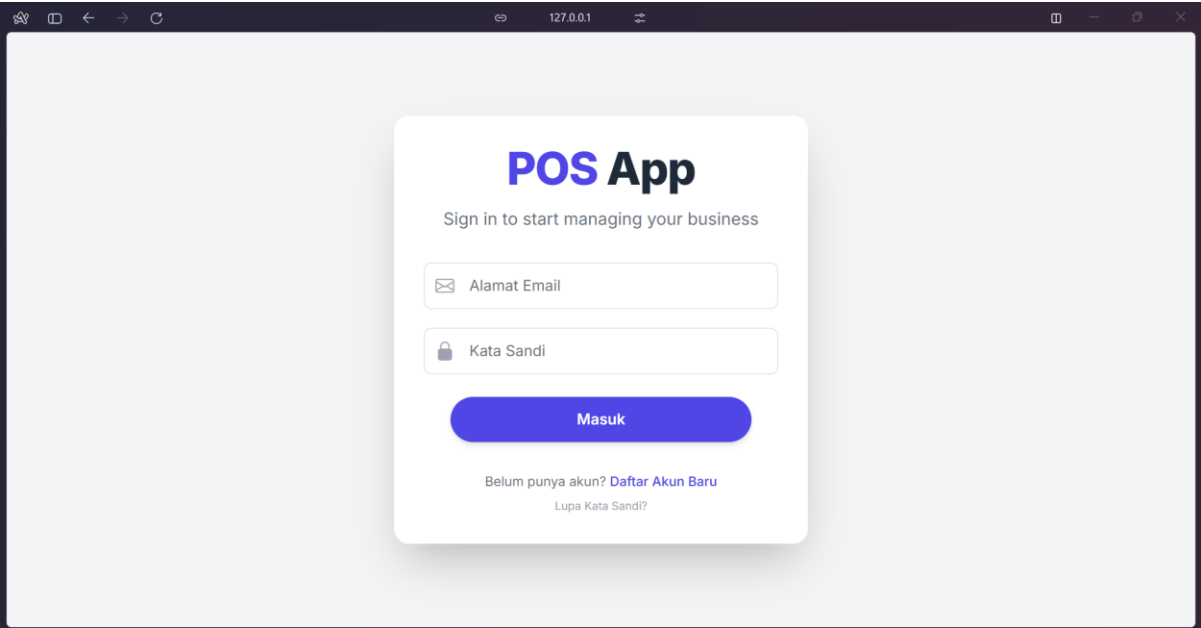 127.0.0.1
POS App
Sign in to start managing your business
Alamat Email
Kata Sandi
Masuk
Belum punya akun? Daftar Akun Baru
Lupa Kata Sandi?